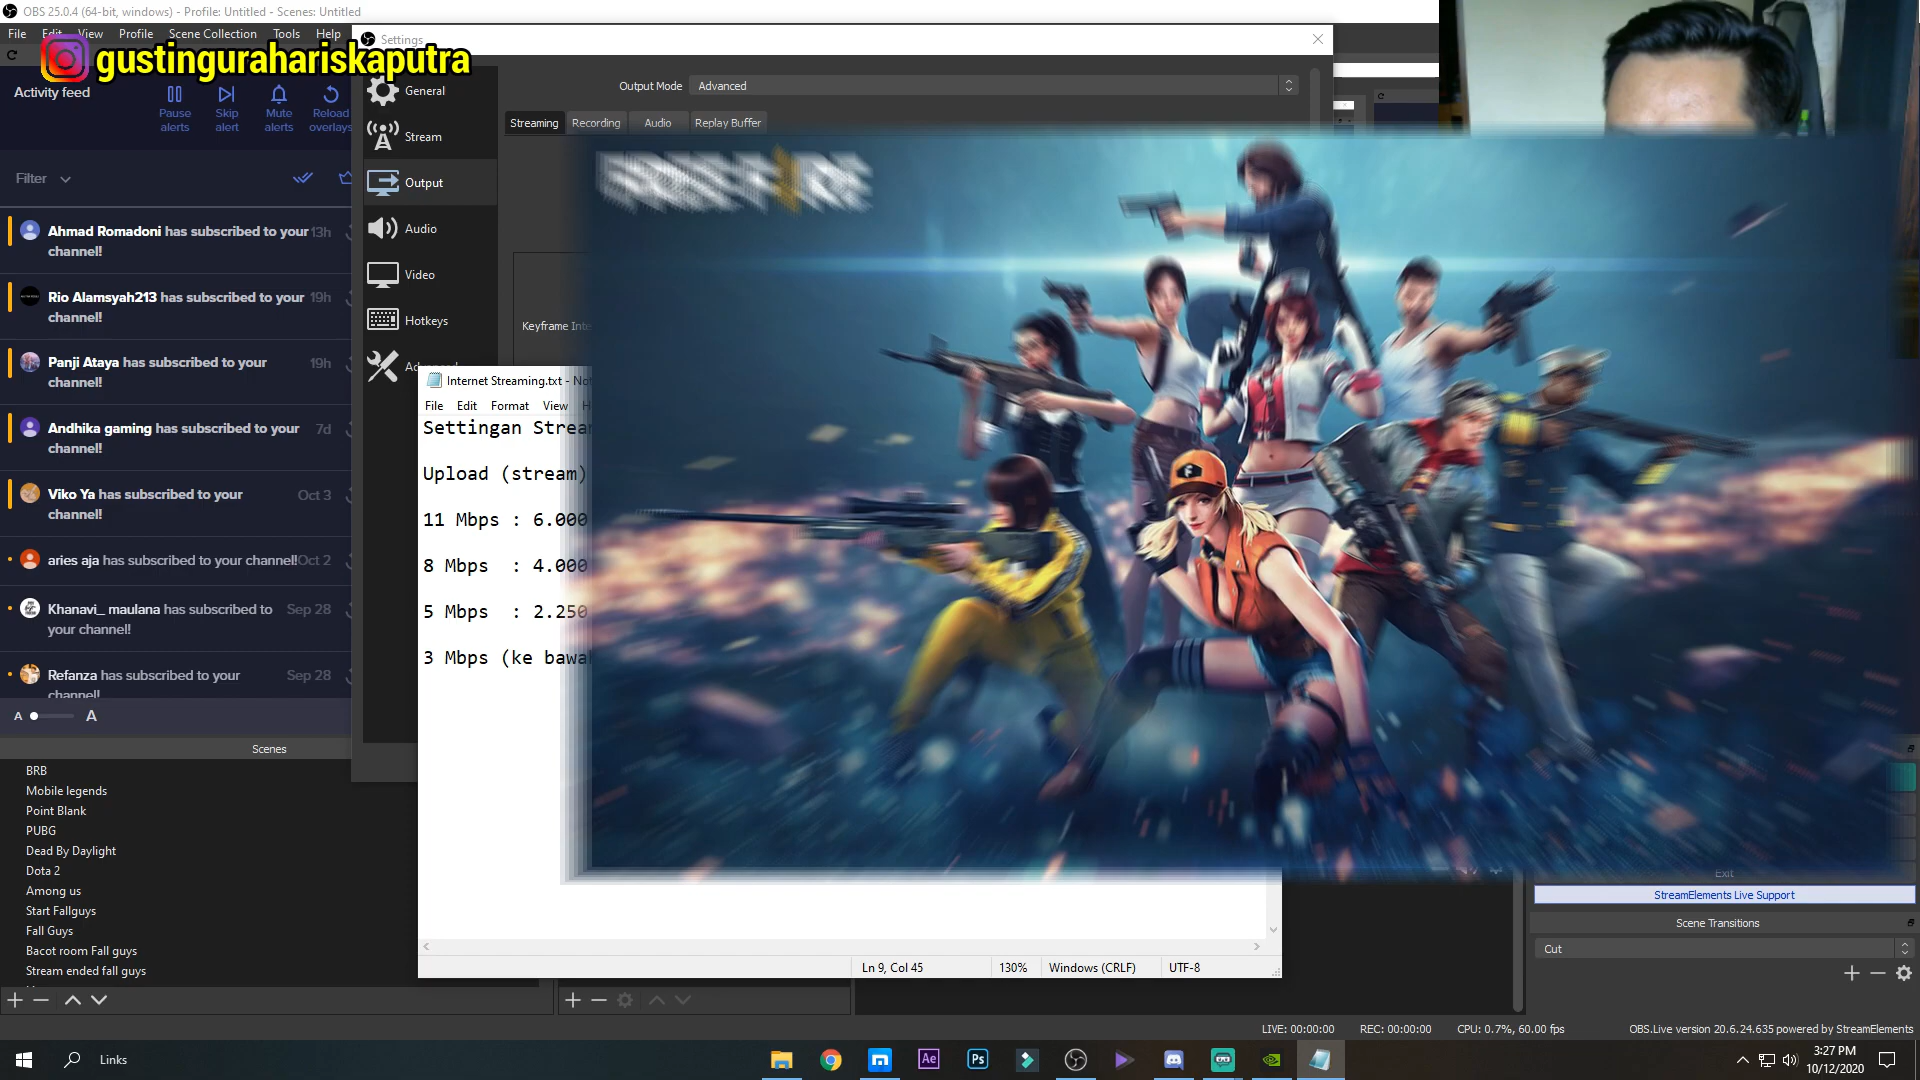 OBS 25.0.4 (64-bit, windows) - Profile: Untitled - Scenes: Untitled
File Edit View Profile Scene Collection Tools Help
Settings
gustingurahariskaputra
Activity feed
Pause alerts
Skip alert
Mute alerts
Reload overlays
Filter
Ahmad Romadoni has subscribed to your 13h
channel!
Rio Alamsyah213 has subscribed to your 19h
channel!
Panji Ataya has subscribed to your 19h
channel!
Andhika gaming has subscribed to your 7d
channel!
Viko Ya has subscribed to your Oct 3
channel!
aries aja has subscribed to your channel! Oct 2
Khanavi_ maulana has subscribed to Sep 28
your channel!
Refanza has subscribed to your Sep 28
channel!
A A
Scenes
BRB
Mobile legends
Point Blank
PUBG
Dead By Daylight
Dota 2
Among us
Start Fallguys
Fall Guys
Bacot room Fall guys
Stream ended fall guys
General
Stream
Output
Audio
Video
Hotkeys
Output Mode Advanced
Streaming Recording Audio Replay Buffer
Keyframe
Internet Streaming.txt -
File Edit Format View
Settingan
Upload (stream)
11 Mbps : 6.000
8 Mbps : 4.000
5 Mbps : 2.250
3 Mbps (ke
Ln 9, Col 45 130% Windows (CRLF) UTF-8
Exit
StreamElements Live Support
Scene Transitions
Cut
LIVE: 00:00:00 REC: 00:00:00 CPU: 0.7%, 60.00 fps OBS.Live version 20.6.24.635 powered by StreamElements
Links
Ae
Ps
3:27 PM
10/12/2020